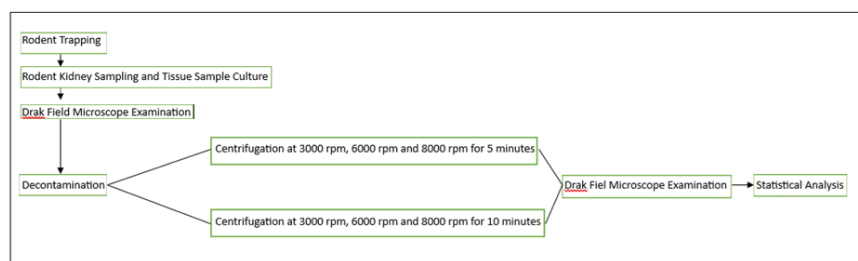 Rodent Trapping
Rodent Kidney Sampling and Tissue Sample Culture
Drak Field Microscope Examination
Centrifugation at 3000 rpm, 6000 rpm and 8000 rpm for 5 minutes
Decontamination
Drak Fiel Microscope Examination
Statistical Analysis
Centrifugation at 3000 rpm, 6000 rpm and 8000 rpm for 10 minutes